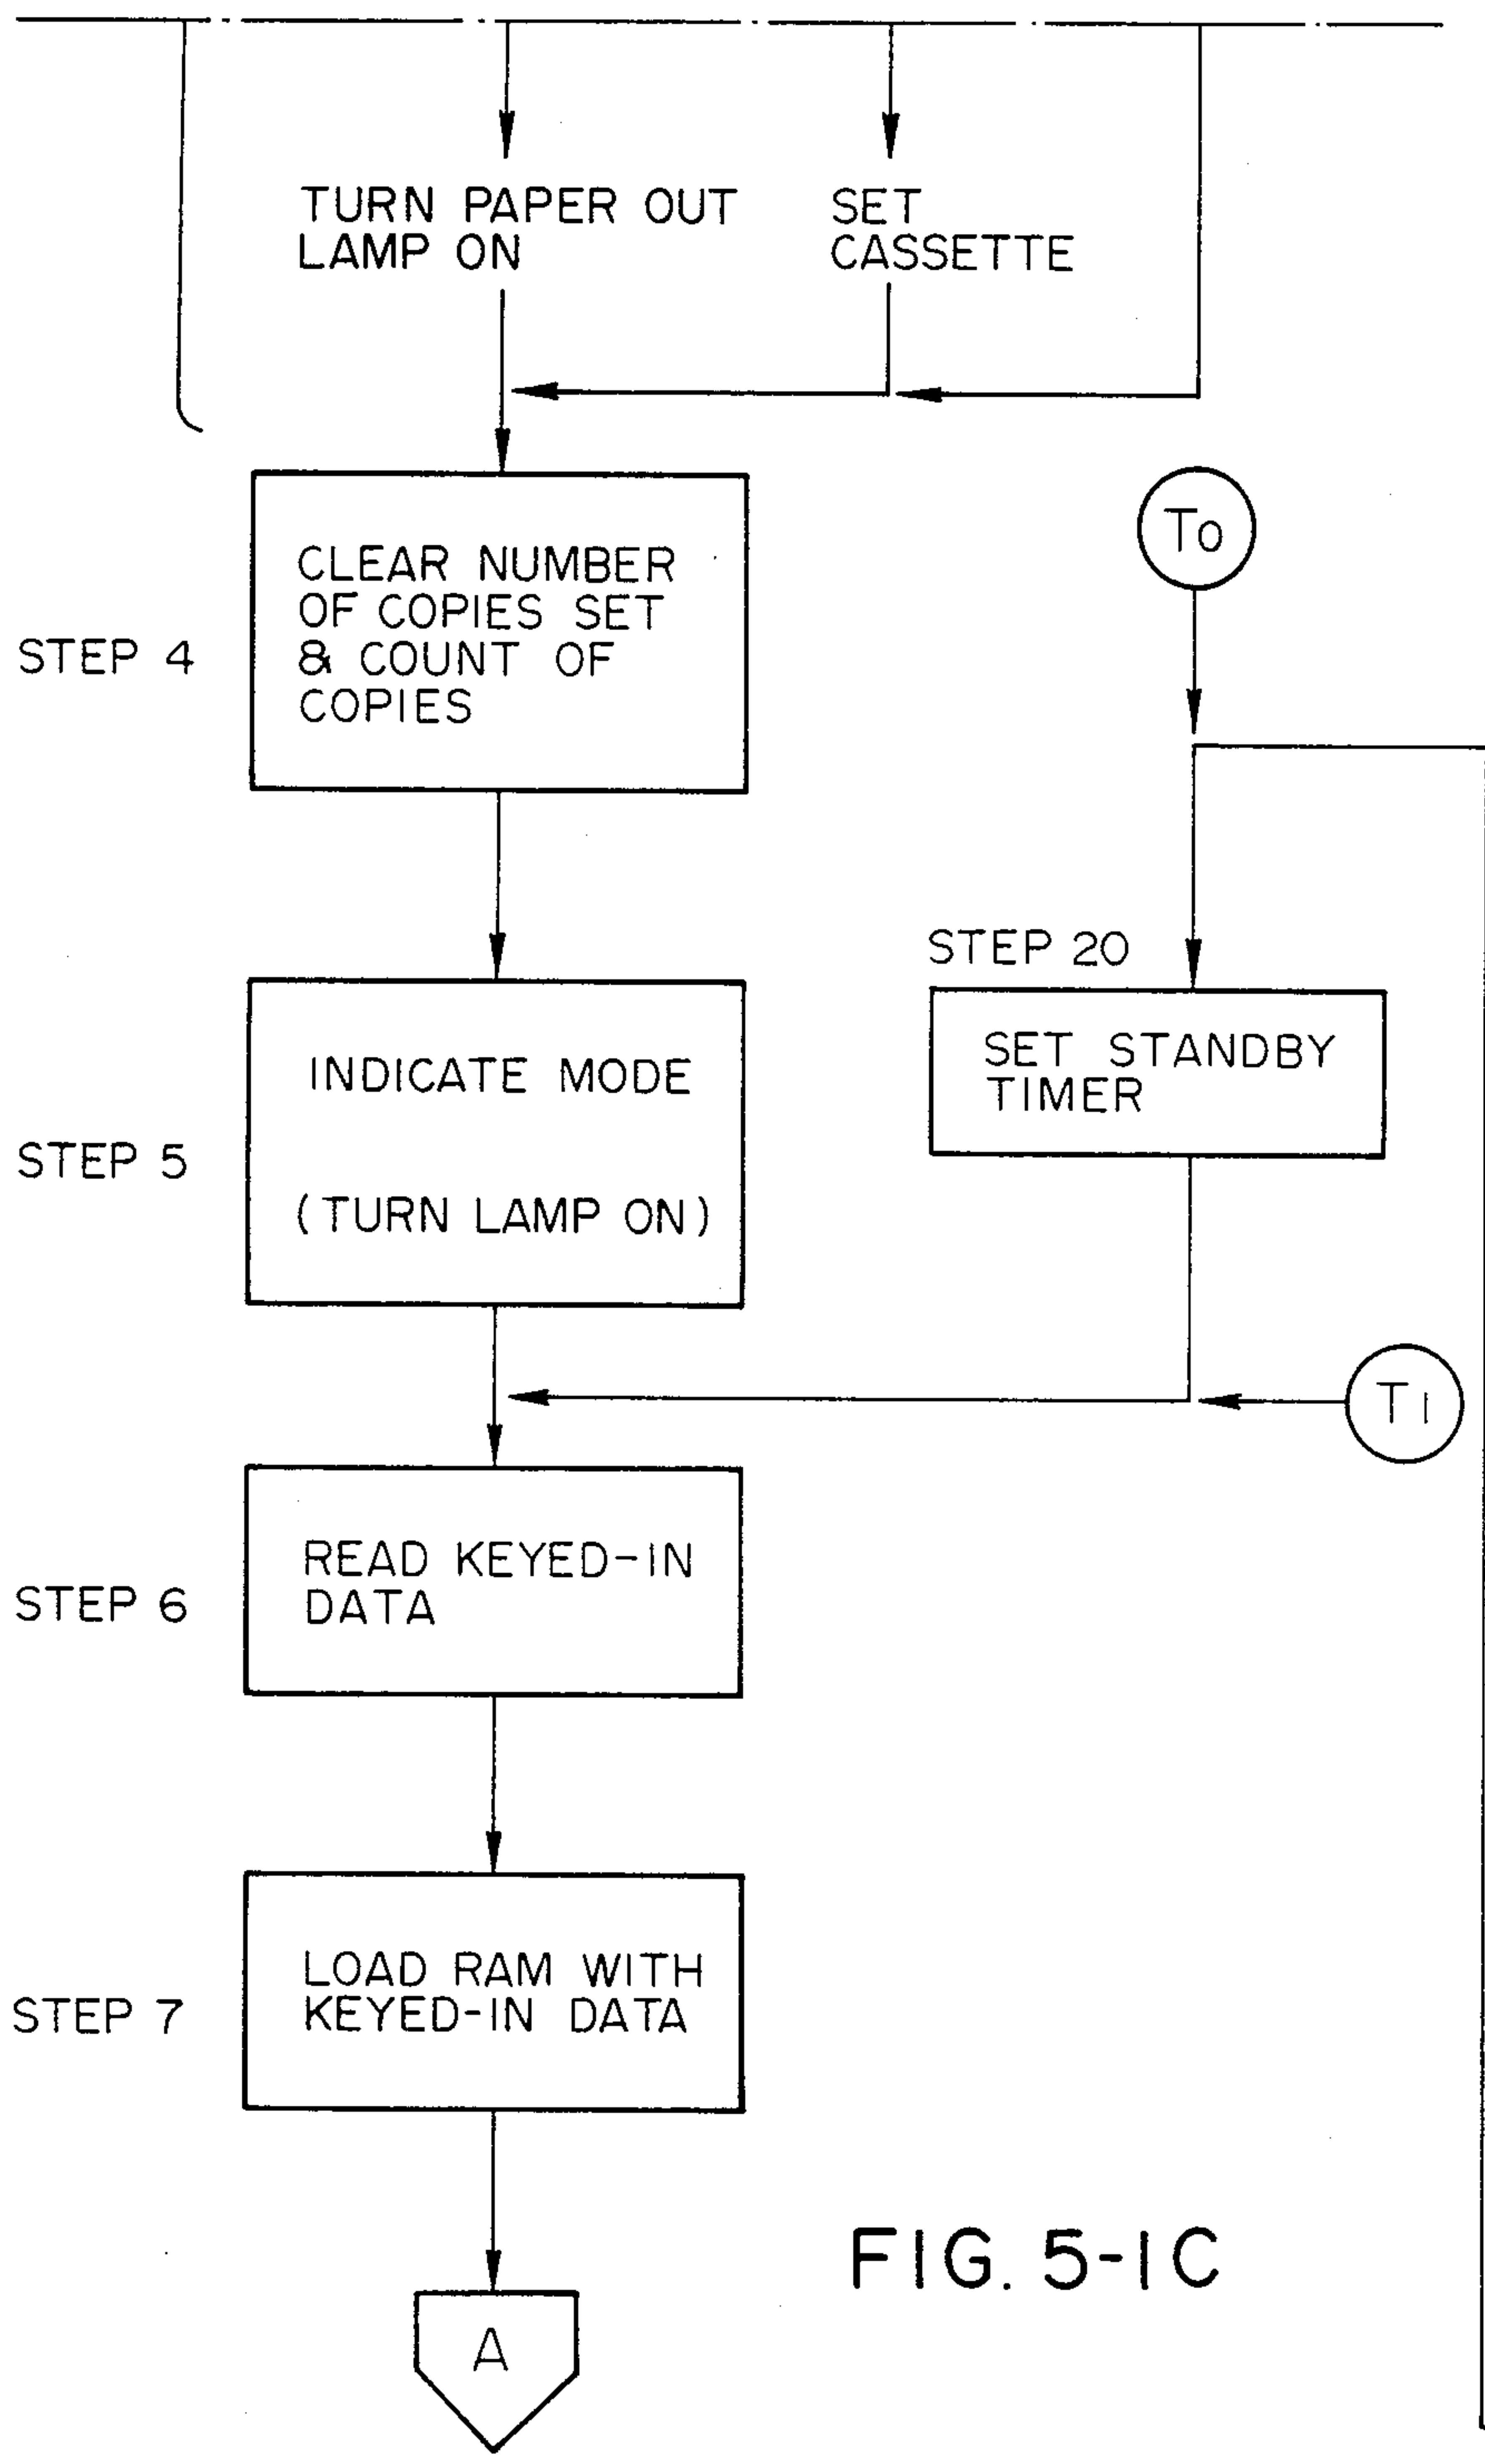 TURN PAPER OUT
LAMP ON
SET
CASSETTE
STEP 4
CLEAR NUMBER
OF COPIES SET
& COUNT OF
COPIES
T0
STEP 20
SET STANDBY
TIMER
STEP 5
INDICATE MODE
(TURN LAMP ON)
T1
STEP 6
READ KEYED-IN
DATA
STEP 7
LOAD RAM WITH
KEYED-IN DATA
A
FIG. 5-1C